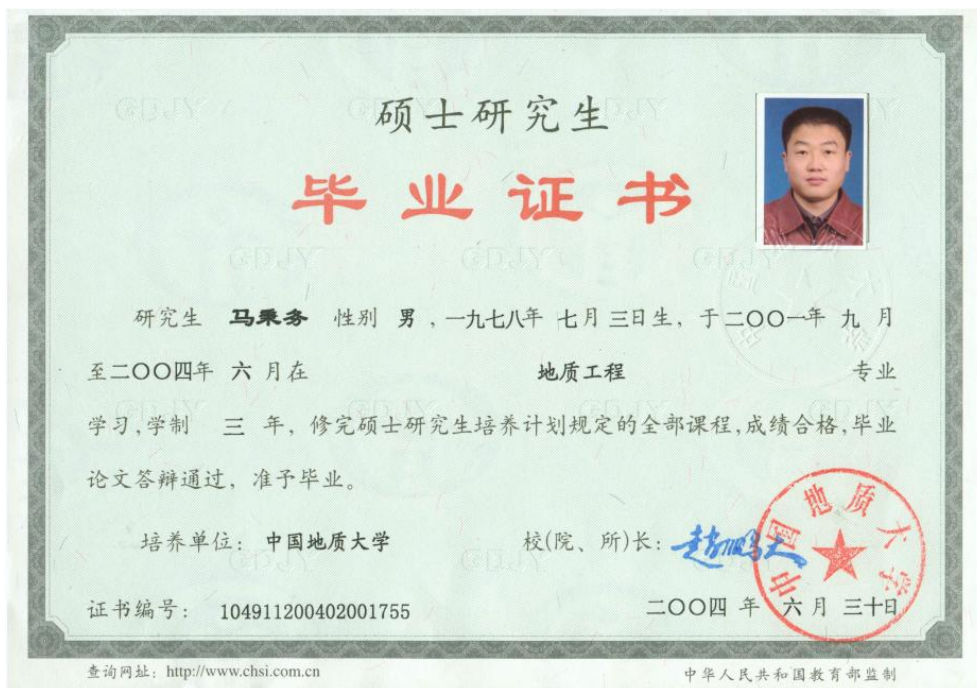 硕士研究生
毕业证书
研究生 马乘务 性别 男 ,一九七八年 七月 三日生, 于二〇〇一年 九 月
至二〇〇四年 六 月在 地质工程 专业
学习,学制 三 年, 修完硕士研究生培养计划规定的全部课程,成绩合格,毕业
论文答辩通过, 准予毕业。
培养单位: 中国地质大学
校(院、所)长: 赵鹏大
中国地质大学
证书编号: 104911200402001755
二〇〇四 年 六 月 三十日
查询网址: http://www.chsi.com.cn
中华人民共和国教育部监制